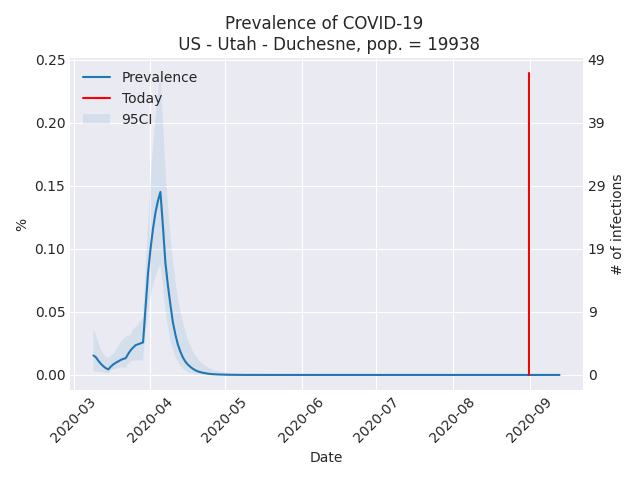 Prevalence of COVID-19
US - Utah - Duchesne, pop. = 19938
Prevalence
Today
95CI
%
0.25
0.20
0.15
0.10
0.05
0.00
49
39
29
19
9
0
# of infections
2020-03
2020-04
2020-05
2020-06
2020-07
2020-08
2020-09
Date